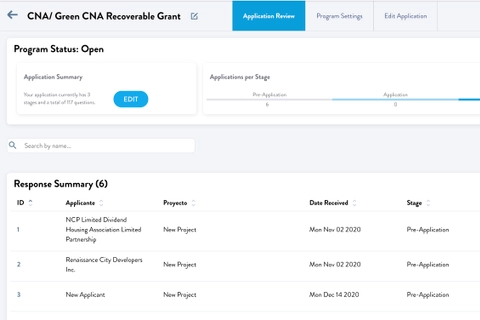 CNA/ Green CNA Recoverable Grant
Application Review
Program Settings
Edit Application
Program Status: Open
Application Summary
Your application currently has 3
stages and a total of 117 questions
EDIT
Applications per Stage
Pre-Application
Application
6
0
Search by name...
Response Summary (6)
ID
Applicants
Proyecto
Date Received
Stage
1
NCP Limited Dividend
Housing Association Limited
Partnership
New Project
Mon Nov 02 2020
Pre-Application
2
Renaissance City Developers
Inc.
New Project
Mon Nov 02 2020
Pre-Application
3
New Applicant
New Project
Mon Dec 14 2020
Pre-Application